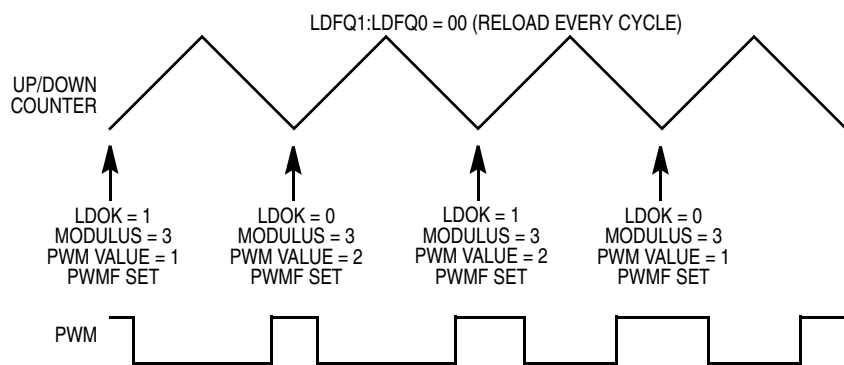 LDFQ1:LDFQ0 = 00 (RELOAD EVERY CYCLE)
UP/DOWN
COUNTER
LDOK = 1
MODULUS = 3
PWM VALUE = 1
PWMF SET
LDOK = 0
MODULUS = 3
PWM VALUE = 2
PWMF SET
LDOK = 1
MODULUS = 3
PWM VALUE = 2
PWMF SET
LDOK = 0
MODULUS = 3
PWM VALUE = 1
PWMF SET
PWM